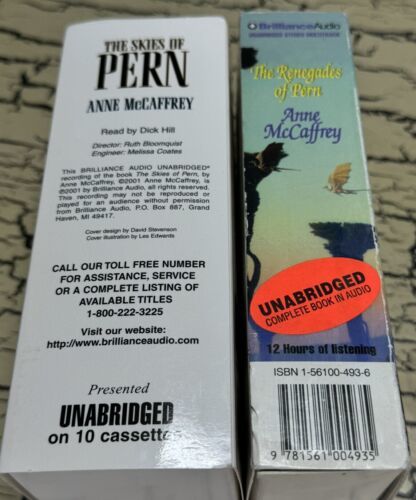 THE SKIES OF
PERN
ANNE McCAFFREY
Read by Dick Hill
Director: Ruth Bloomquist
Engineer: Melissa Coates
This BRILLIANCE AUDIO UNABRIDGED®
recording of the book The Skies of Pern, by
Anne McCaffrey, ©2001 Anne McCaffrey, is
℗2001 by Brilliance Audio, all rights reserved.
This recording may not be reproduced or
played for an audience without permission
from Brilliance Audio, P.O. Box 887, Grand
Haven, MI 49417.
Cover design by David Stevenson
Cover illustration by Les Edwards
CALL OUR TOLL FREE NUMBER
FOR ASSISTANCE, SERVICE
OR A COMPLETE LISTING OF
AVAILABLE TITLES
1-800-222-3225
Visit our website:
http://www.brillianceaudio.com
Presented
UNABRIDGED
on 10 cassettes
BrillianceAudio
The Renegades
of Pern
Anne
McCaffrey
UNABRIDGED
COMPLETE BOOK IN AUDIO
12 Hours of listening
ISBN 1-56100-493-6
9 781561 004935